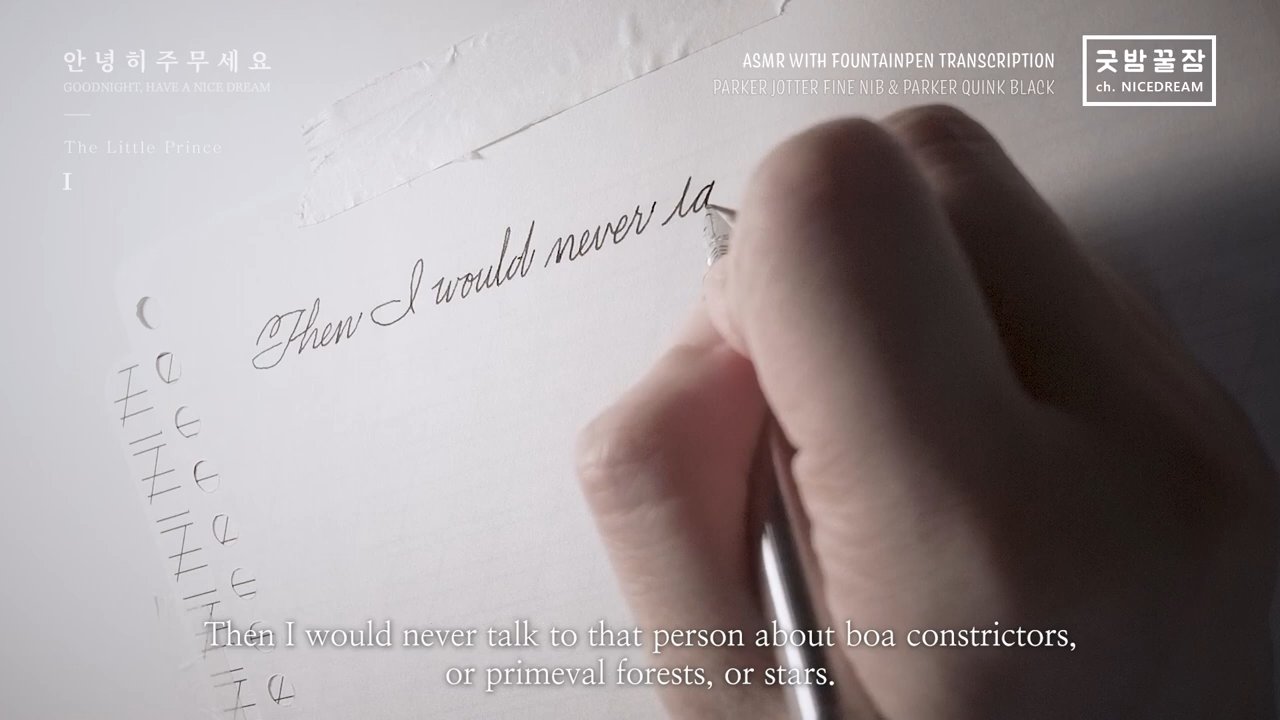 안녕히주무세요
GOODNIGHT, HAVE A NICE DREAM
The Little Prince
I
ASMR WITH FOUNTAINPEN TRANSCRIPTION
PARKER JOTTER FINE NIB & PARKER QUINK BLACK
굿밤꿀잠
ch. NICEDREAM
Then I would never ta
Then I would never talk to that person about boa constrictors,
or primeval forests, or stars.